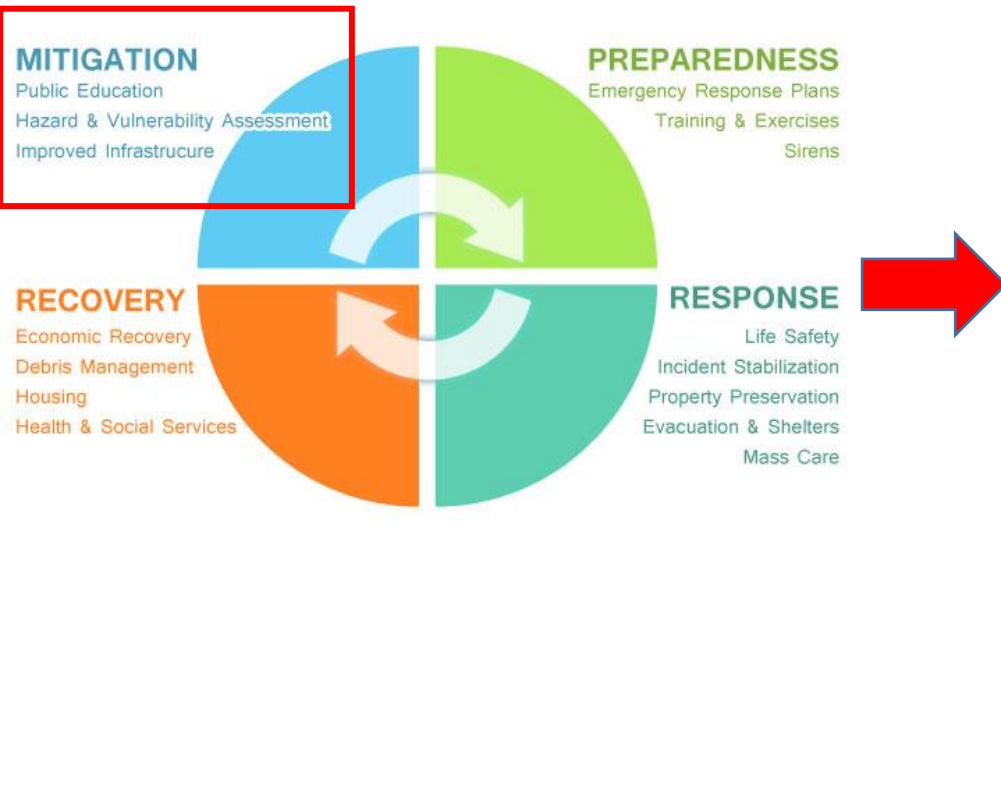 MITIGATION
Public Education
Hazard & Vulnerability Assessment
Improved Infrastrucure
PREPAREDNESS
Emergency Response Plans
Training & Exercises
Sirens
RECOVERY
Economic Recovery
Debris Management
Housing
Health & Social Services
RESPONSE
Life Safety
Incident Stabilization
Property Preservation
Evacuation & Shelters
Mass Care